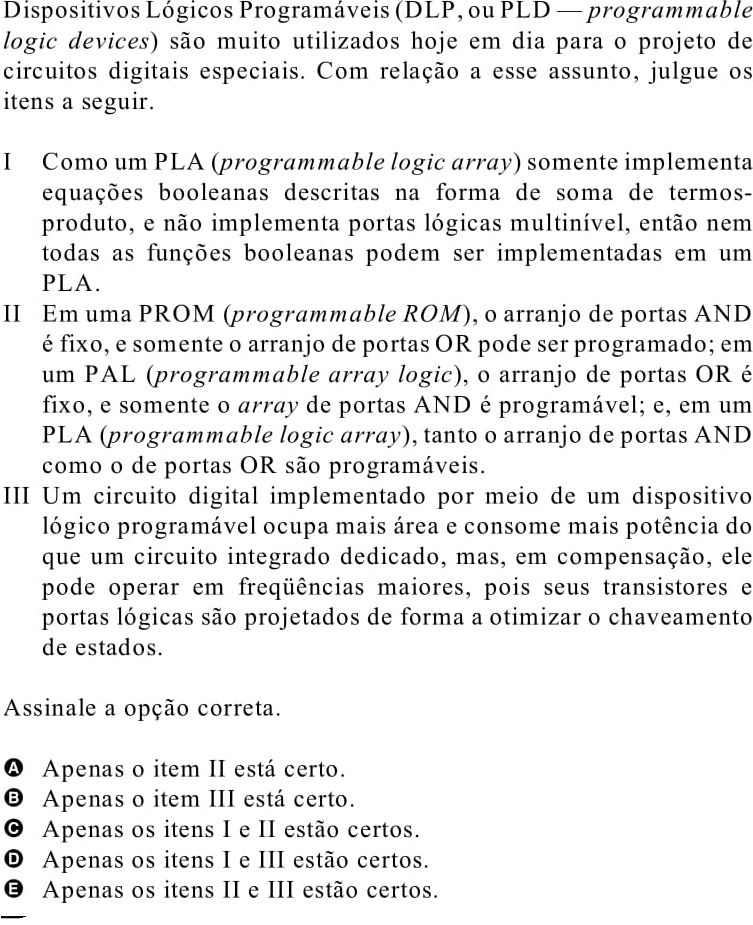 Dispositivos Lógicos Programáveis (DLP, ou PLD — programmable
logic devices) são muito utilizados hoje em dia para o projeto de
circuitos digitais especiais. Com relação a esse assunto, julgue os
itens a seguir.
I Como um PLA (programmable logic array) somente implementa
equações booleanas descritas na forma de soma de termos-
produto, e não implementa portas lógicas multinível, então nem
todas as funções booleanas podem ser implementadas em um
PLA.
II Em uma PROM (programmable ROM), o arranjo de portas AND
é fixo, e somente o arranjo de portas OR pode ser programado; em
um PAL (programmable array logic), o arranjo de portas OR é
fixo, e somente o array de portas AND é programável; e, em um
PLA (programmable logic array), tanto o arranjo de portas AND
como o de portas OR são programáveis.
III Um circuito digital implementado por meio de um dispositivo
lógico programável ocupa mais área e consome mais potência do
que um circuito integrado dedicado, mas, em compensação, ele
pode operar em freqüências maiores, pois seus transistores e
portas lógicas são projetados de forma a otimizar o chaveamento
de estados.
Assinale a opção correta.
A Apenas o item II está certo.
B Apenas o item III está certo.
C Apenas os itens I e II estão certos.
D Apenas os itens I e III estão certos.
E Apenas os itens II e III estão certos.